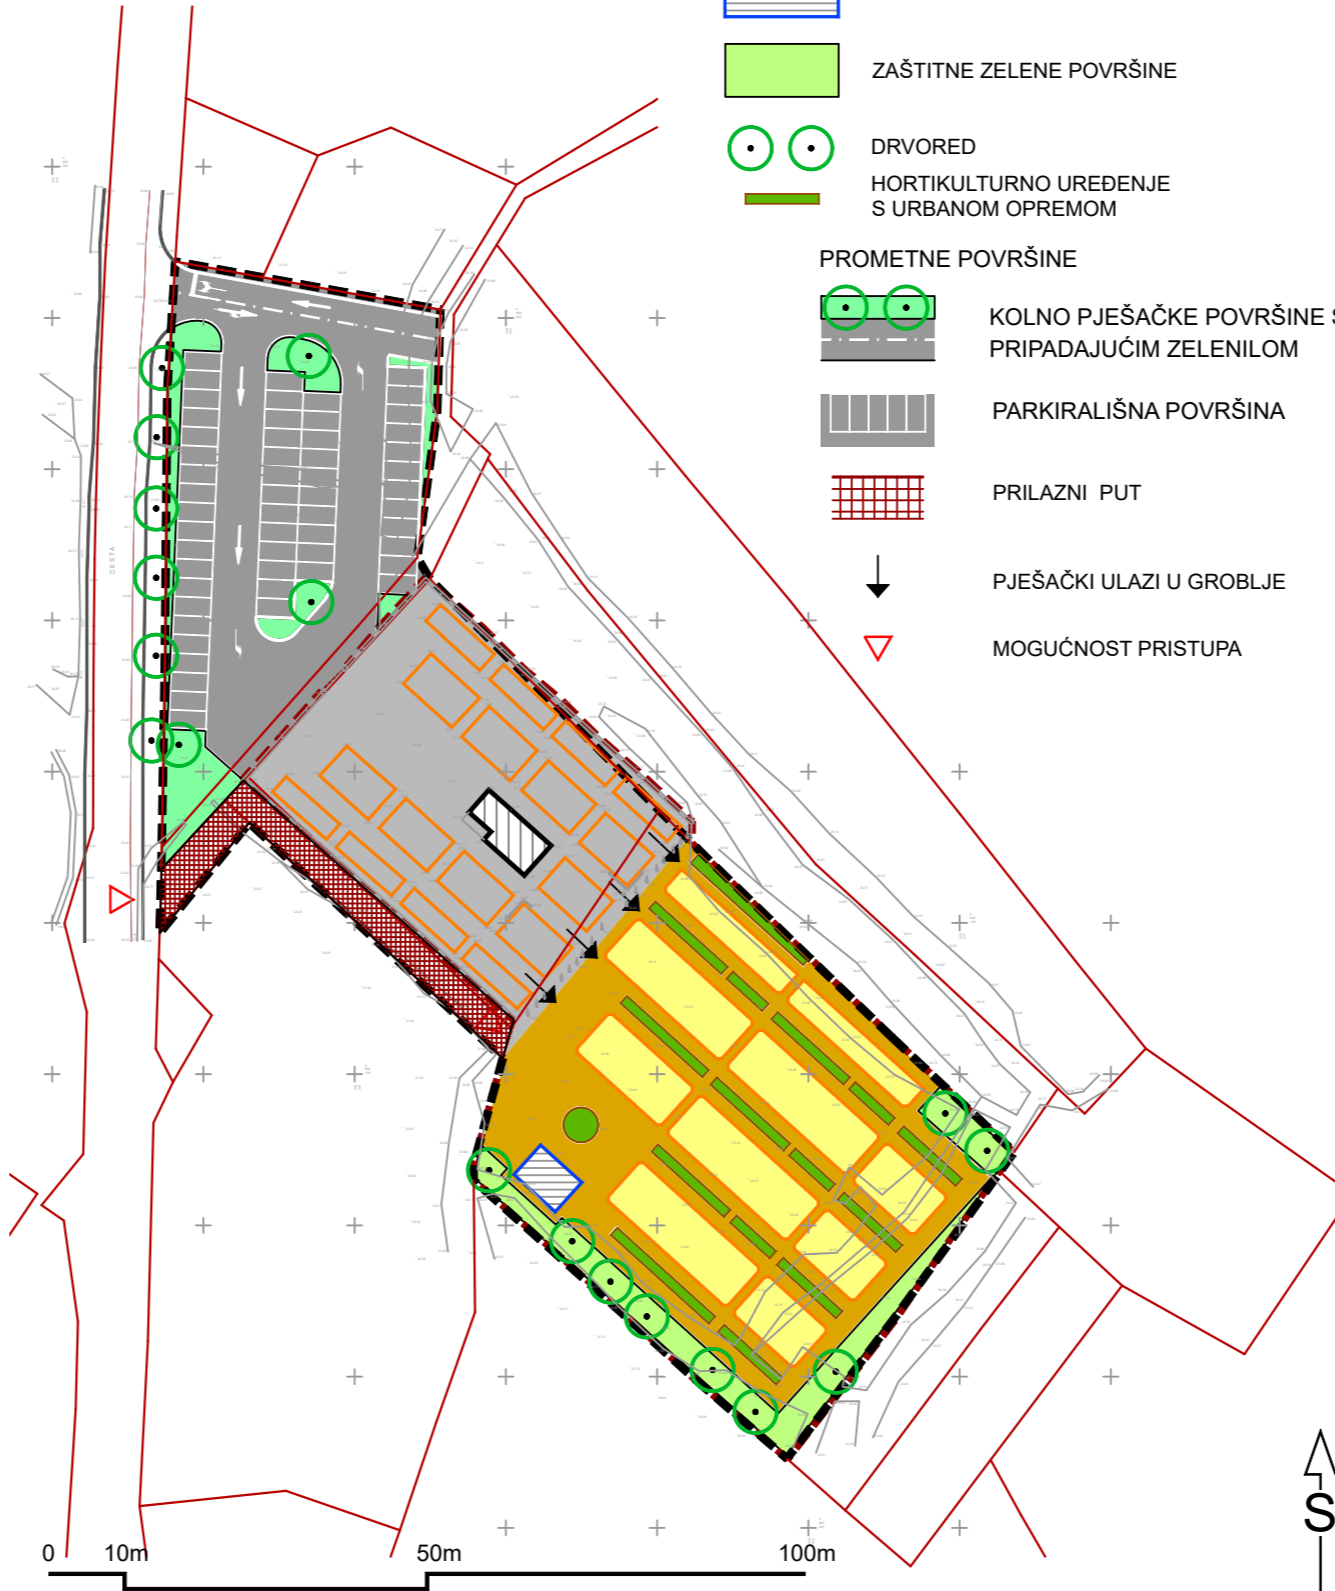 ZAŠTITNE ZELENE POVRŠINE
DRVORED
HORTIKULTURNO UREĐENJE
S URBANOM OPREMOM
PROMETNE POVRŠINE
KOLNO PJEŠAČKE POVRŠINE S
PRIPADAJUĆIM ZELENILOM
PARKIRALIŠNA POVRŠINA
PRILAZNI PUT
PJEŠAČKI ULAZI U GROBLJE
MOGUĆNOST PRISTUPA
CESTA
S
0 10m 50m 100m